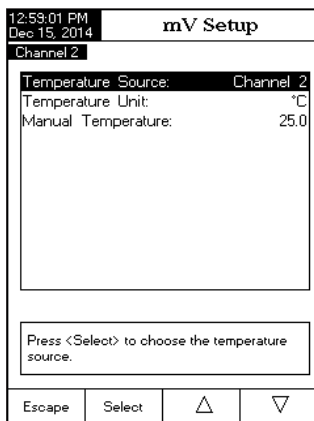 12:59:01 PM
Dec 15, 2014
mV Setup
Channel 2
Temperature Source: Channel 2
Temperature Unit: °C
Manual Temperature: 25.0
Press <Select> to choose the temperature
source.
Escape Select △ ▽